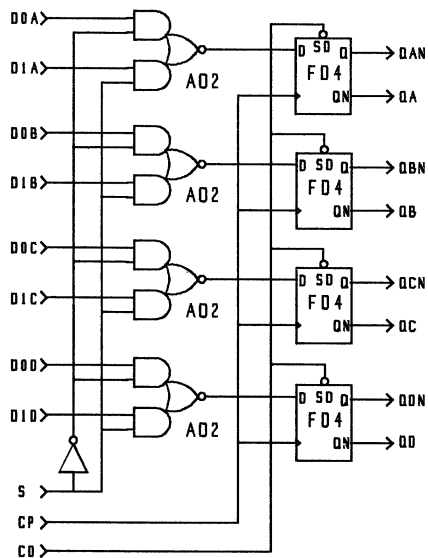 D0A
D SD Q
QAN
D1A
AO2
FD4
QN
QA
D0B
D SD Q
QBN
D1B
AO2
FD4
QN
QB
D0C
D SD Q
QCN
D1C
AO2
FD4
QN
QC
D0D
D SD Q
QDN
D1D
AO2
FD4
QN
QD
S
CP
CD